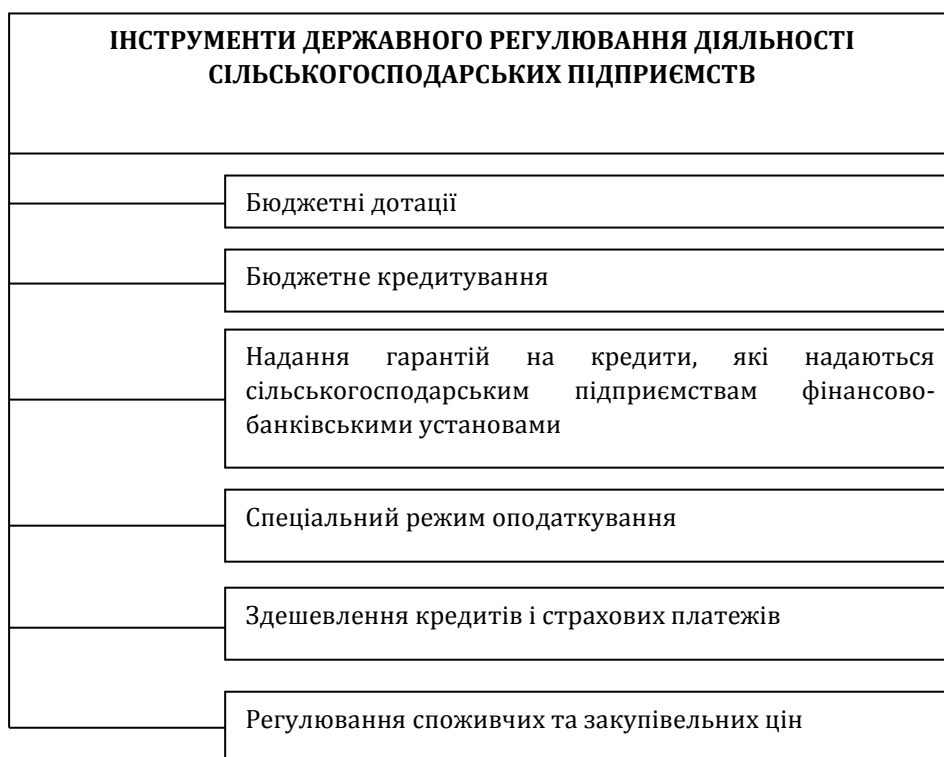 ІНСТРУМЕНТИ ДЕРЖАВНОГО РЕГУЛЮВАННЯ ДІЯЛЬНОСТІ
СІЛЬСЬКОГОСПОДАРСЬКИХ ПІДПРИЄМСТВ
Бюджетні дотації
Бюджетне кредитування
Надання гарантій на кредити, які надаються
сільськогосподарським підприємствам фінансово-
банківськими установами
Спеціальний режим оподаткування
Здешевлення кредитів і страхових платежів
Регулювання споживчих та закупівельних цін